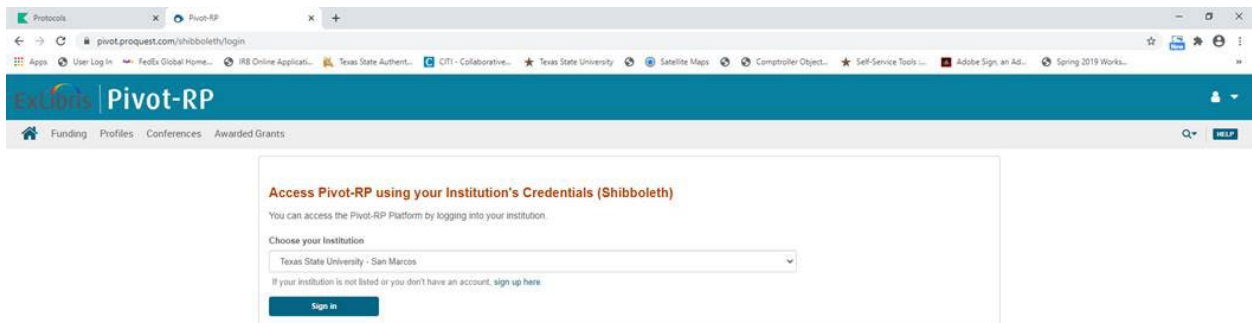 Protocols
Pivot-RP
pivot.proquest.com/shibboleth/login
New
Apps User Log In FedEx Global Home... IRB Online Applicati... Texas State Authent... CITI - Collaborative... Texas State University Satellite Maps Comptroller Object... Self-Service Tools :... Adobe Sign, an Ad... Spring 2019 Works...
ExLibris Pivot-RP
Funding Profiles Conferences Awarded Grants HELP
Access Pivot-RP using your Institution's Credentials (Shibboleth)
You can access the Pivot-RP Platform by logging into your institution.
Choose your Institution
Texas State University - San Marcos
If your institution is not listed or you don't have an account, sign up here
Sign in